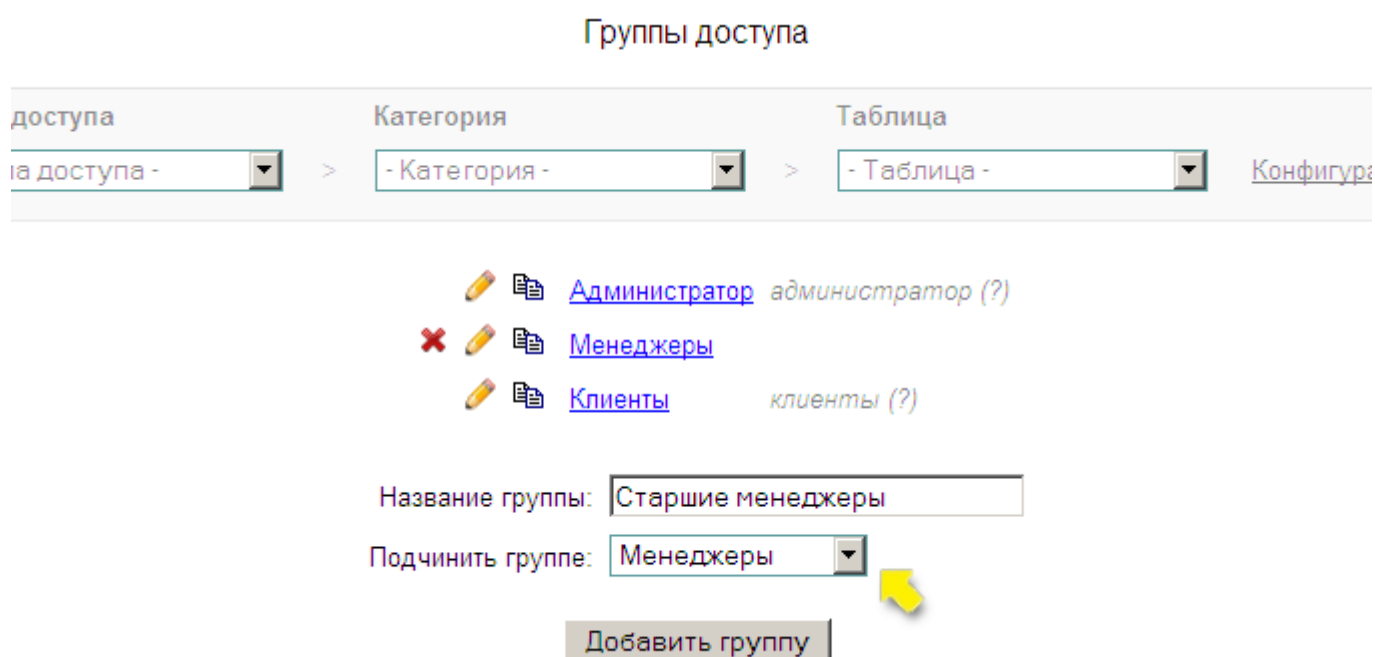 Группы доступа
доступа Категория Таблица
па доступа - > - Категория - > - Таблица - Конфигура
Администратор администратор (?)
Менеджеры
Клиенты клиенты (?)
Название группы: Старшие менеджеры
Подчинить группе: Менеджеры
Добавить группу